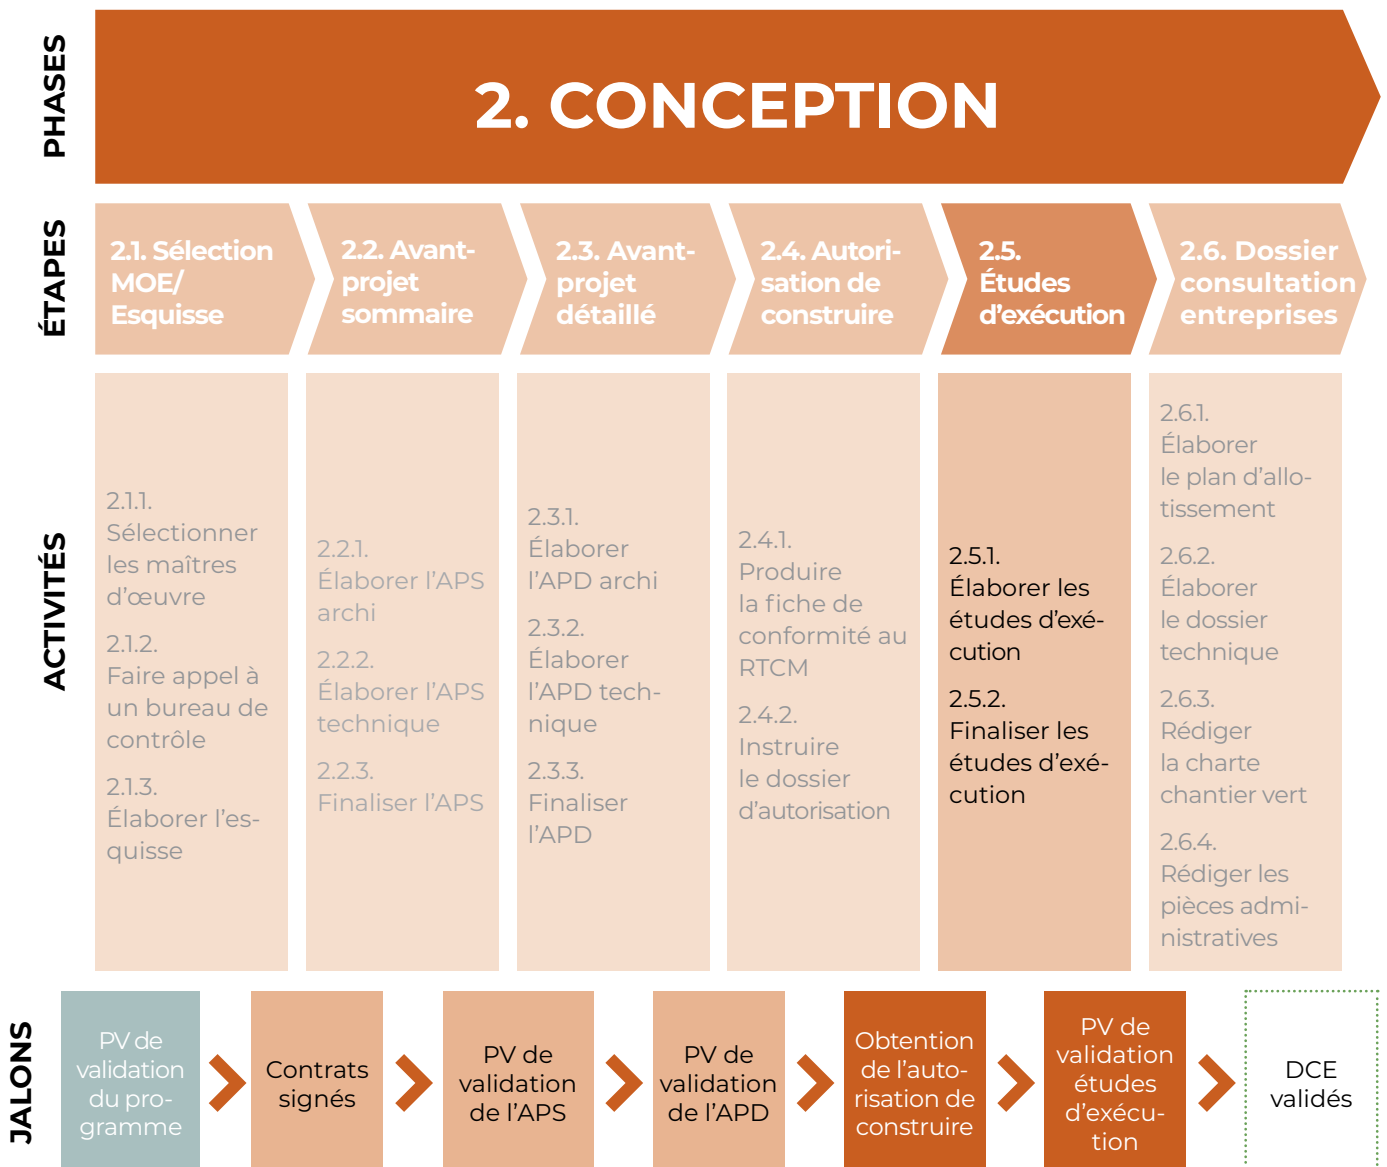 PHASES
2. CONCEPTION
ÉTAPES
2.1. Sélection
MOE/
Esquisse
2.2. Avant-
projet
sommaire
2.3. Avant-
projet
détaillé
2.4. Autori-
sation de
construire
2.5.
Études
d’exécution
2.6. Dossier
consultation
entreprises
ACTIVITÉS
2.1.1.
Sélectionner
les maîtres
d’œuvre
2.1.2.
Faire appel à
un bureau de
contrôle
2.1.3.
Élaborer l’es-
quisse
2.2.1.
Élaborer l’APS
archi
2.2.2.
Élaborer l’APS
technique
2.2.3.
Finaliser l’APS
2.3.1.
Élaborer
l’APD archi
2.3.2.
Élaborer
l’APD tech-
nique
2.3.3.
Finaliser
l’APD
2.4.1.
Produire
la fiche de
conformité au
RTCM
2.4.2.
Instruire
le dossier
d’autorisation
2.5.1.
Élaborer les
études d’exé-
cution
2.5.2.
Finaliser les
études d’exé-
cution
2.6.1.
Élaborer
le plan d’allo-
tissement
2.6.2.
Élaborer
le dossier
technique
2.6.3.
Rédiger
la charte
chantier vert
2.6.4.
Rédiger les
pièces admi-
nistratives
JALONS
PV de
validation
du pro-
gramme
Contrats
signés
PV de
validation
de l’APS
PV de
validation
de l’APD
Obtention
de l’auto-
risation de
construire
PV de
validation
études
d’exécu-
tion
DCE
validés